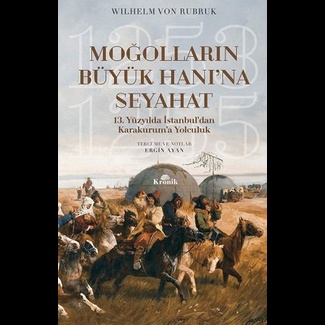 WILHELM VON RUBRUK
1253
1255
MOĞOLLARIN
BÜYÜK HANI'NA
SEYAHAT
13. Yüzyılda İstanbul'dan
Karakurum'a Yolculuk
TERCÜME VE NOTLAR
ERGİN AYAN
Kronik